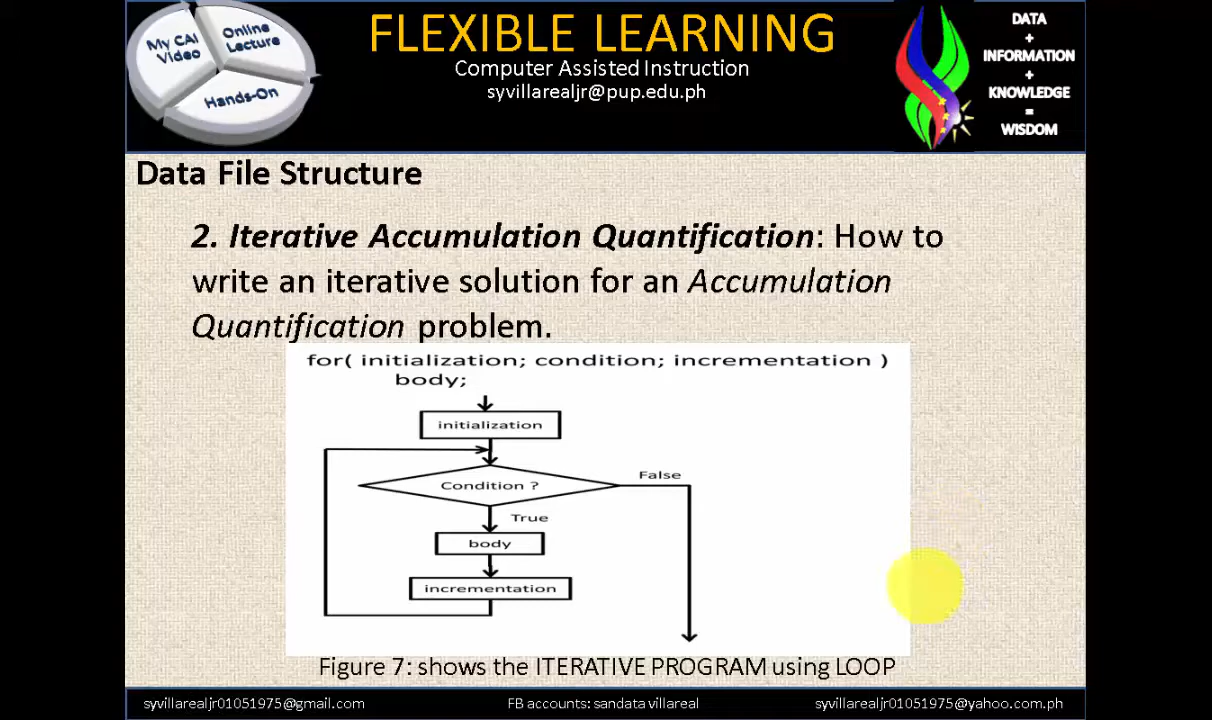 My CAI
Video
Online
Lecture
Hands-On
FLEXIBLE LEARNING
Computer Assisted Instruction
syvillarealjr@pup.edu.ph
DATA
+
INFORMATION
+
KNOWLEDGE
=
WISDOM
Data File Structure
2. Iterative Accumulation Quantification: How to
write an iterative solution for an Accumulation
Quantification problem.
for( initialization; condition; incrementation )
body;
initialization
Condition ?
False
True
body
incrementation
Figure 7: shows the ITERATIVE PROGRAM using LOOP
syvillarealjr01051975@gmail.com
FB accounts: sandata villareal
syvillarealjr01051975@yahoo.com.ph